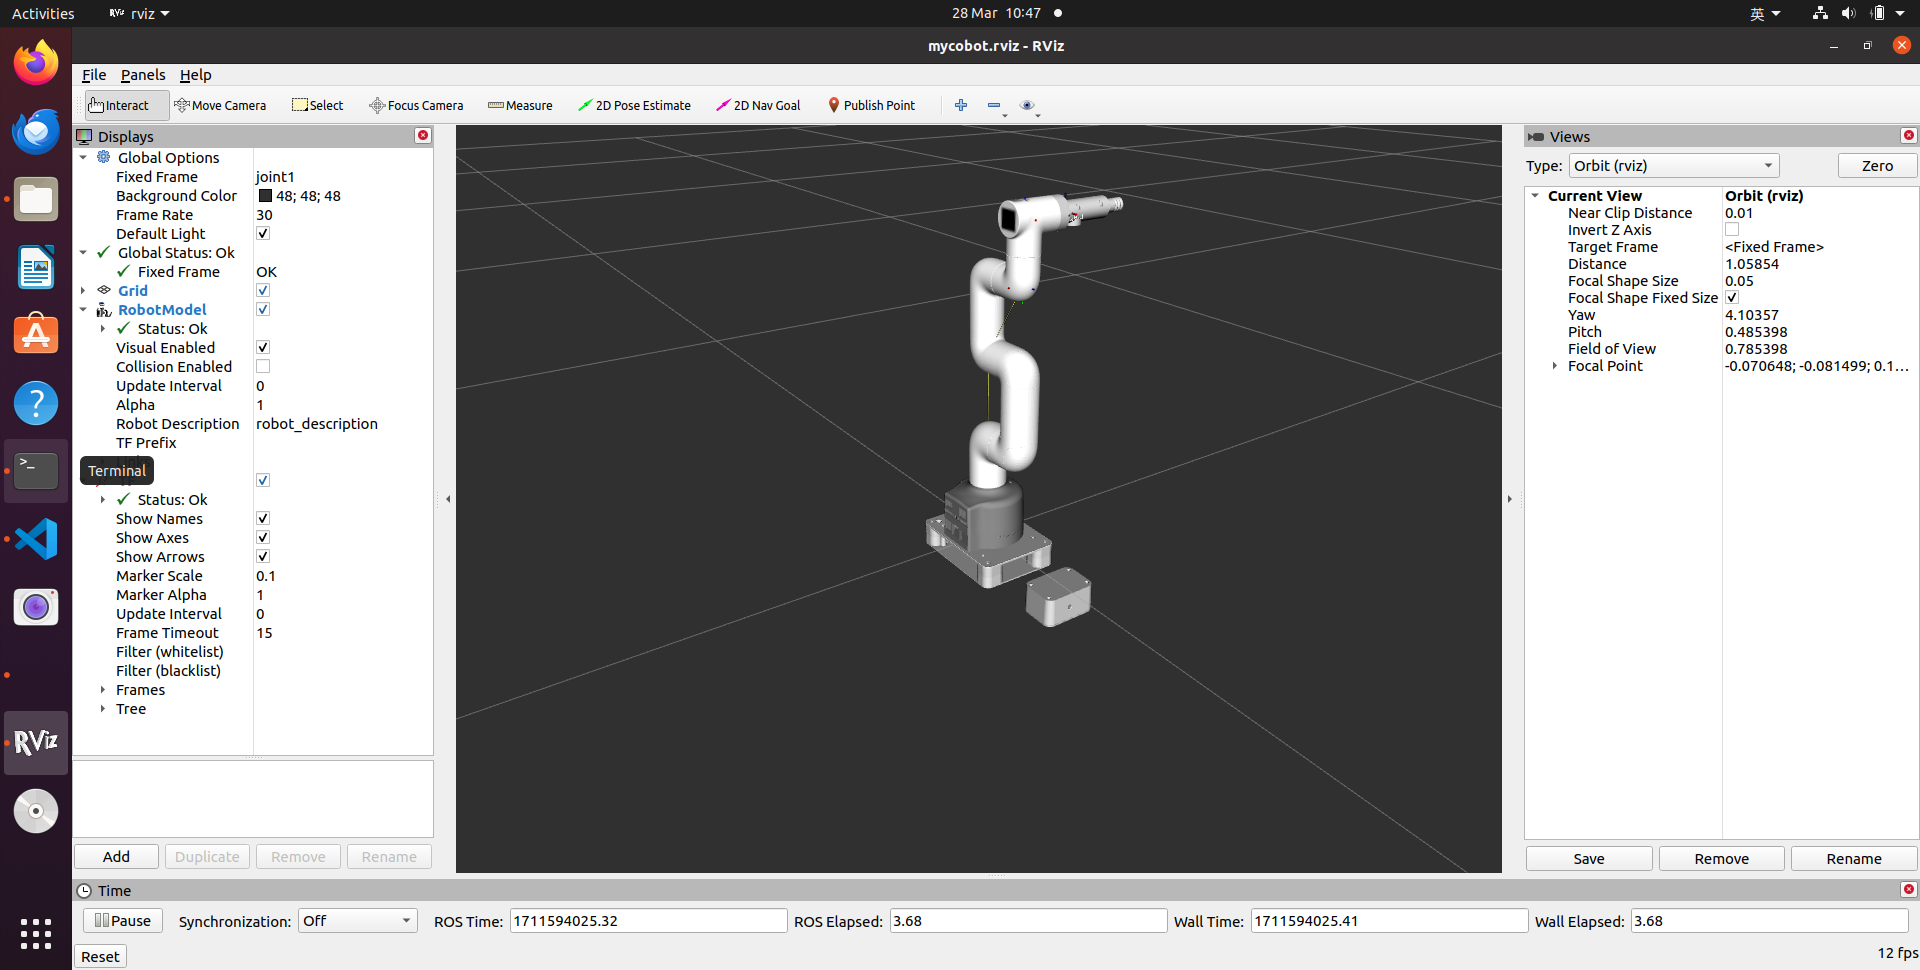 Activities
RViz rviz
28 Mar 10:47
英
mycobot.rviz - RViz
File Panels Help
Interact Move Camera Select Focus Camera Measure 2D Pose Estimate 2D Nav Goal Publish Point
Displays
Global Options
Fixed Frame joint1
Background Color 48; 48; 48
Frame Rate 30
Default Light
Global Status: Ok
Fixed Frame OK
Grid
RobotModel
Status: Ok
Visual Enabled
Collision Enabled
Update Interval 0
Alpha 1
Robot Description robot_description
TF Prefix
Terminal
Status: Ok
Show Names
Show Axes
Show Arrows
Marker Scale 0.1
Marker Alpha 1
Update Interval 0
Frame Timeout 15
Filter (whitelist)
Filter (blacklist)
Frames
Tree
Add Duplicate Remove Rename
RViz
Views
Type: Orbit (rviz) Zero
Current View Orbit (rviz)
Near Clip Distance 0.01
Invert Z Axis
Target Frame <Fixed Frame>
Distance 1.05854
Focal Shape Size 0.05
Focal Shape Fixed Size
Yaw 4.10357
Pitch 0.485398
Field of View 0.785398
Focal Point -0.070648; -0.081499; 0.1...
Save Remove Rename
Time
Pause Synchronization: Off ROS Time: 1711594025.32 ROS Elapsed: 3.68 Wall Time: 1711594025.41 Wall Elapsed: 3.68
Reset 12 fps